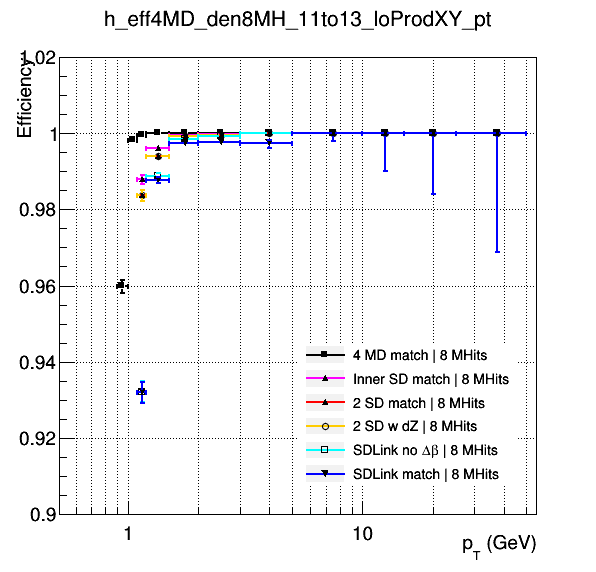 h_eff4MD_den8MH_11to13_loProdXY_pt
Efficiency
1.02
1
0.98
0.96
0.94
0.92
0.9
4 MD match | 8 MHits
Inner SD match | 8 MHits
2 SD match | 8 MHits
2 SD w dZ | 8 MHits
SDLink no Δβ | 8 MHits
SDLink match | 8 MHits
1
10
p_T (GeV)